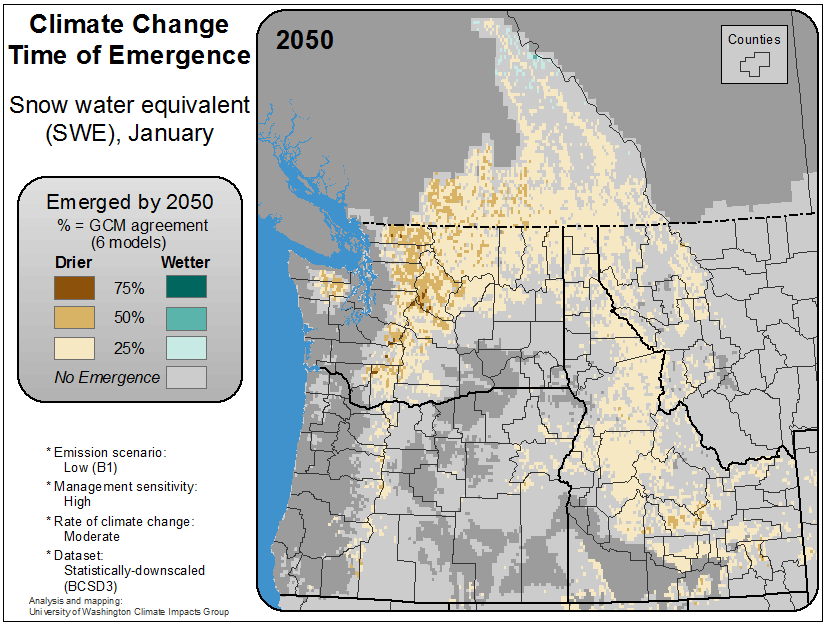 Climate Change
Time of Emergence
Snow water equivalent
(SWE), January
Emerged by 2050
% = GCM agreement
(6 models)
Drier Wetter
75%
50%
25%
No Emergence
* Emission scenario:
Low (B1)
* Management sensitivity:
High
* Rate of climate change:
Moderate
* Dataset:
Statistically-downscaled
(BCSD3)
Analysis and mapping:
University of Washington Climate Impacts Group
2050
Counties